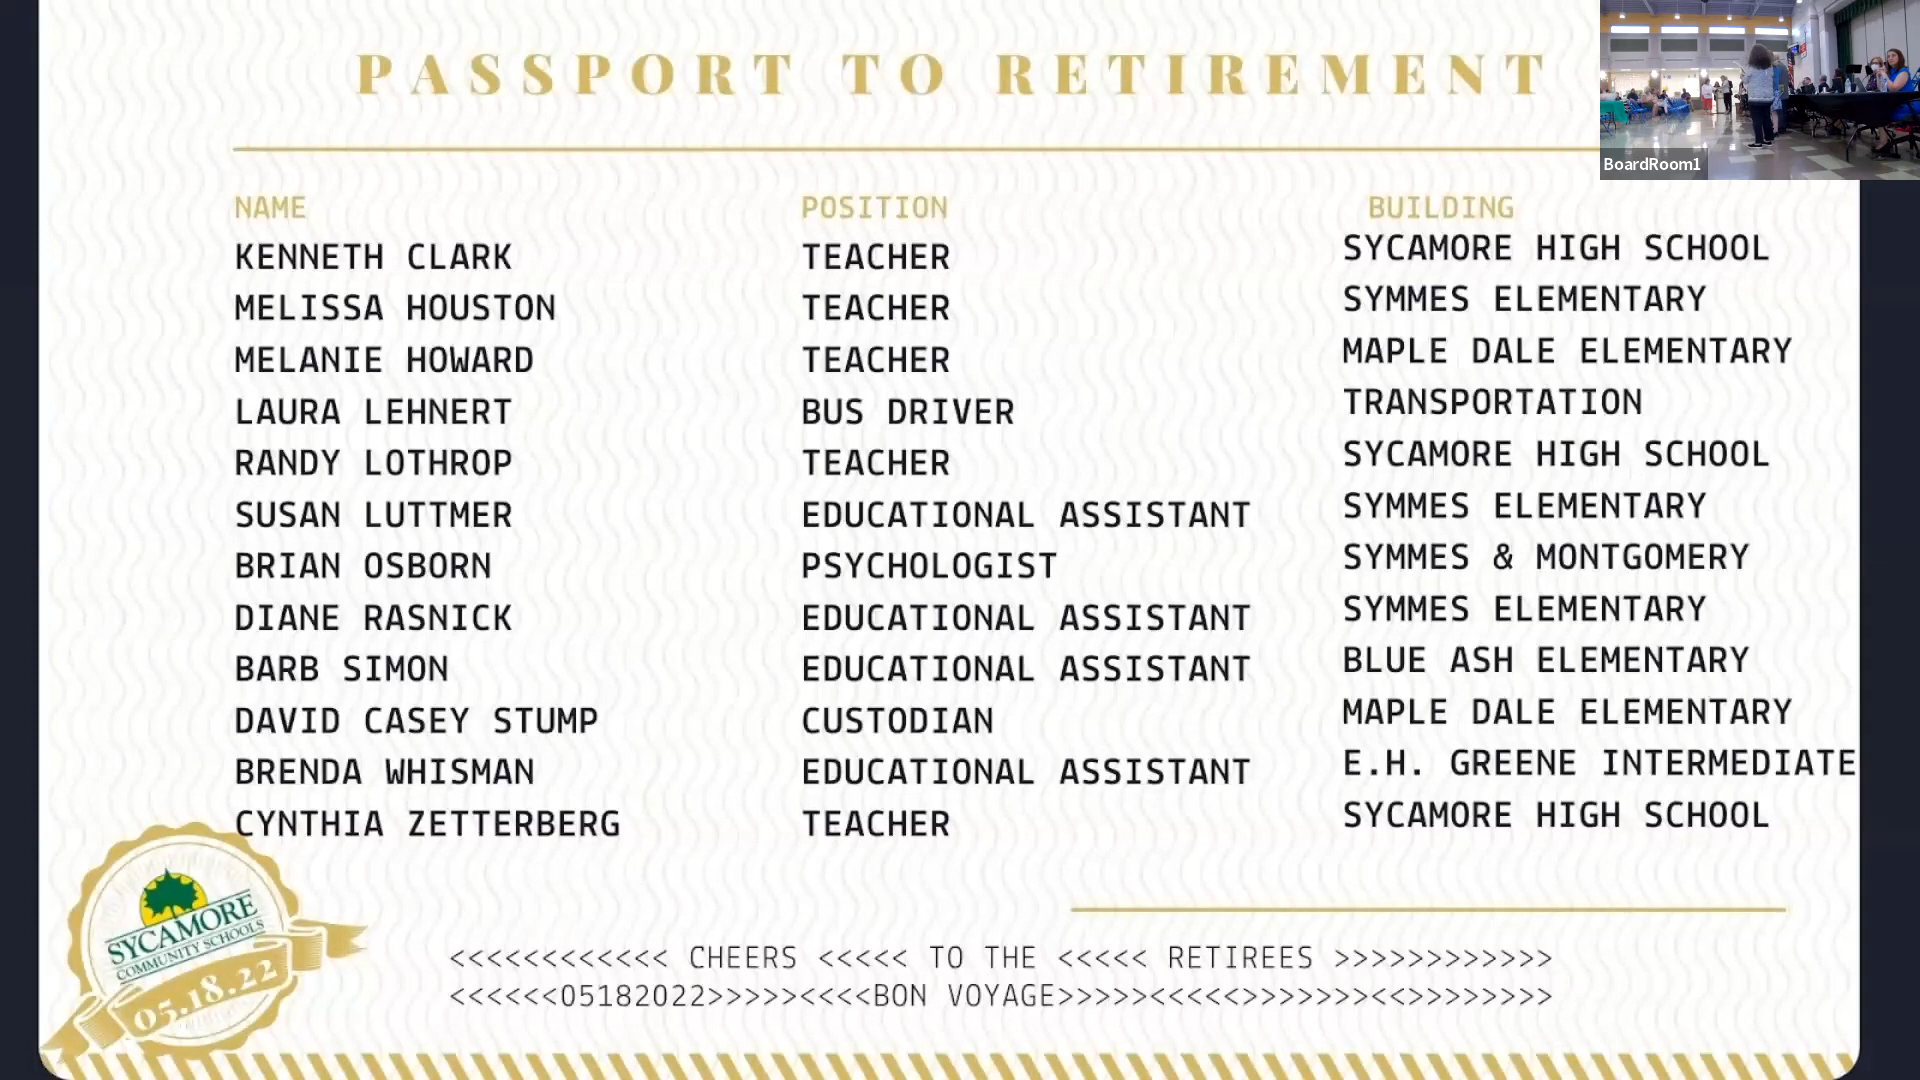 PASSPORT TO RETIREMENT
BoardRoom1
NAME POSITION BUILDING
KENNETH CLARK TEACHER SYCAMORE HIGH SCHOOL
MELISSA HOUSTON TEACHER SYMMES ELEMENTARY
MELANIE HOWARD TEACHER MAPLE DALE ELEMENTARY
LAURA LEHNERT BUS DRIVER TRANSPORTATION
RANDY LOTHROP TEACHER SYCAMORE HIGH SCHOOL
SUSAN LUTTMER EDUCATIONAL ASSISTANT SYMMES ELEMENTARY
BRIAN OSBORN PSYCHOLOGIST SYMMES & MONTGOMERY
DIANE RASNICK EDUCATIONAL ASSISTANT SYMMES ELEMENTARY
BARB SIMON EDUCATIONAL ASSISTANT BLUE ASH ELEMENTARY
DAVID CASEY STUMP CUSTODIAN MAPLE DALE ELEMENTARY
BRENDA WHISMAN EDUCATIONAL ASSISTANT E.H. GREENE INTERMEDIATE
CYNTHIA ZETTERBERG TEACHER SYCAMORE HIGH SCHOOL
SYCAMORE
COMMUNITY SCHOOLS
05.18.22
<<<<<<<<<<<< CHEERS <<<<< TO THE <<<<< RETIREES >>>>>>>>>>>>
<<<<<<05182022>>>>><<<<BON VOYAGE>>>>><<<<<>>>>>>><<>>>>>>>>